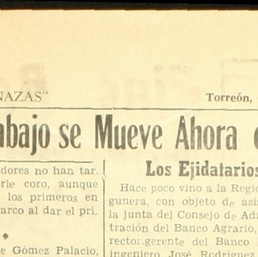 NAZAS"
Torreón,
abajo se Mueve Ahora
dores no han tar-
rle coro, aunque
los primeros en
arco al dar el pri-
e Gómez Palacio,
Los Ejidatarios
Hace poco vino a la Regió
gunera, con objeto de asis
la junta del Consejo de Ad
tración del Banco Agrario,
rector.gerente del Banco
ingeniero José Rodríguez